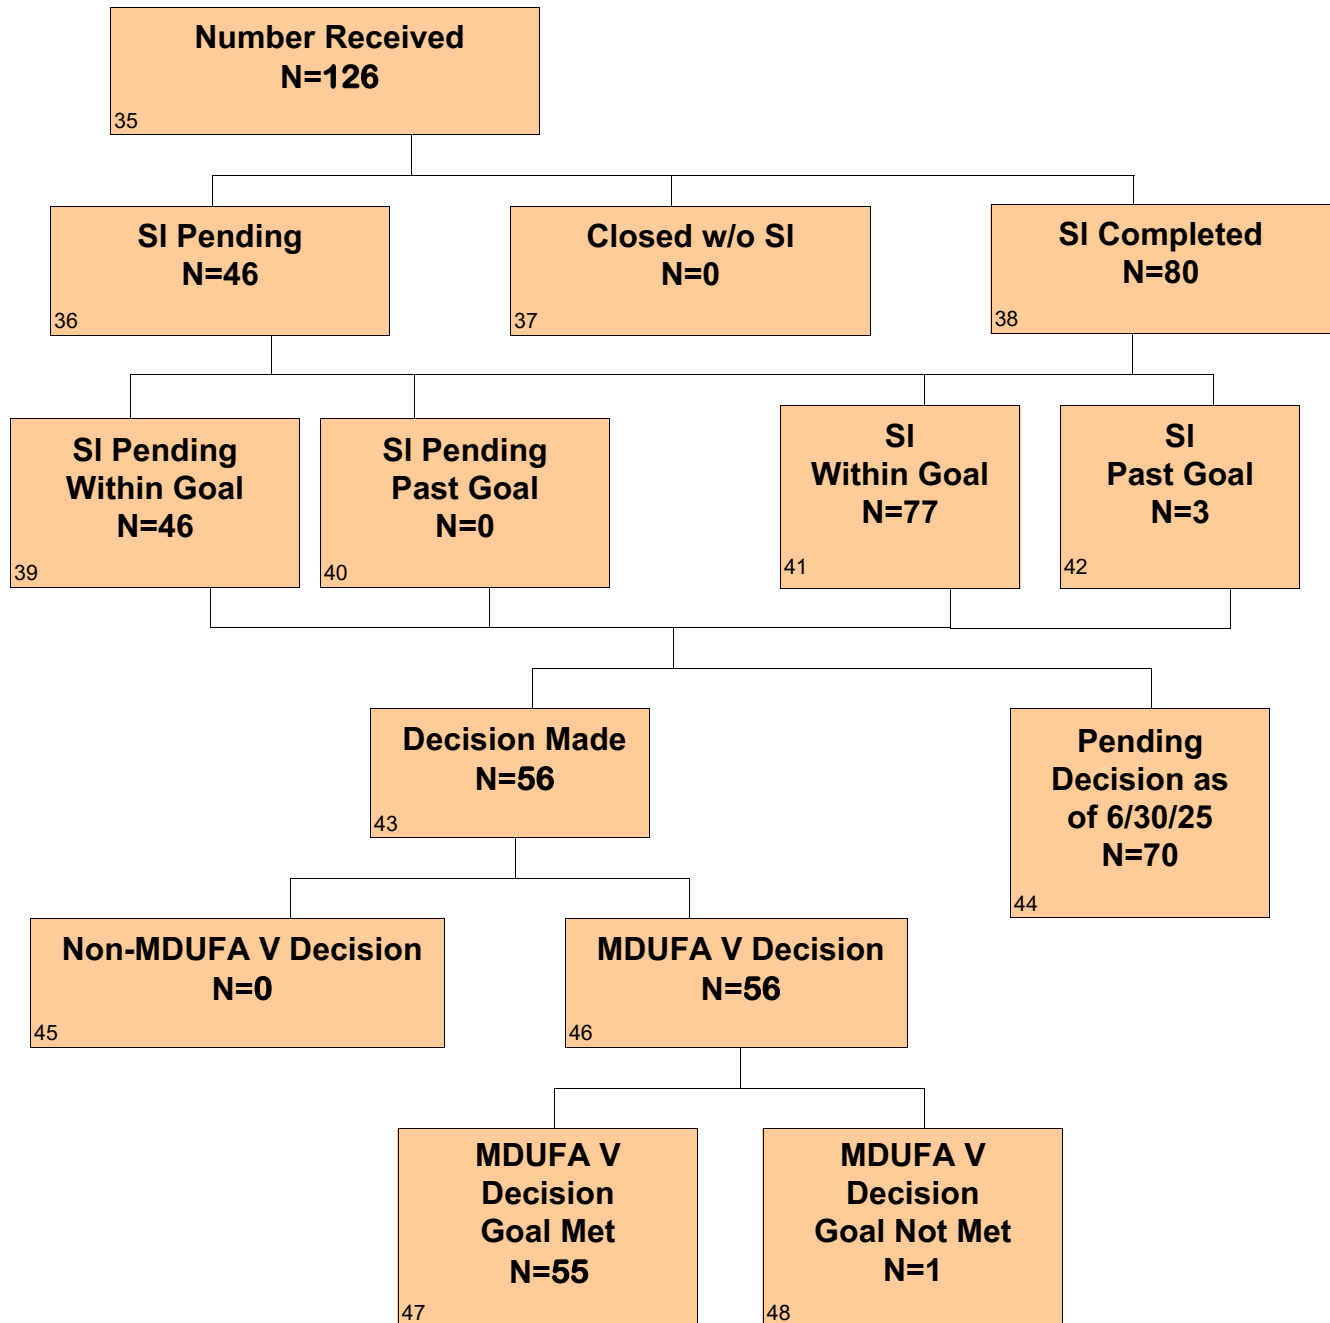 Number Received
N=126
35
SI Pending
N=46
36
Closed w/o SI
N=0
37
SI Completed
N=80
38
SI Pending
Within Goal
N=46
39
SI Pending
Past Goal
N=0
40
SI
Within Goal
N=77
41
SI
Past Goal
N=3
42
Decision Made
N=56
43
Pending
Decision as
of 6/30/25
N=70
44
Non-MDUFA V Decision
N=0
45
MDUFA V Decision
N=56
46
MDUFA V
Decision
Goal Met
N=55
47
MDUFA V
Decision
Goal Not Met
N=1
48